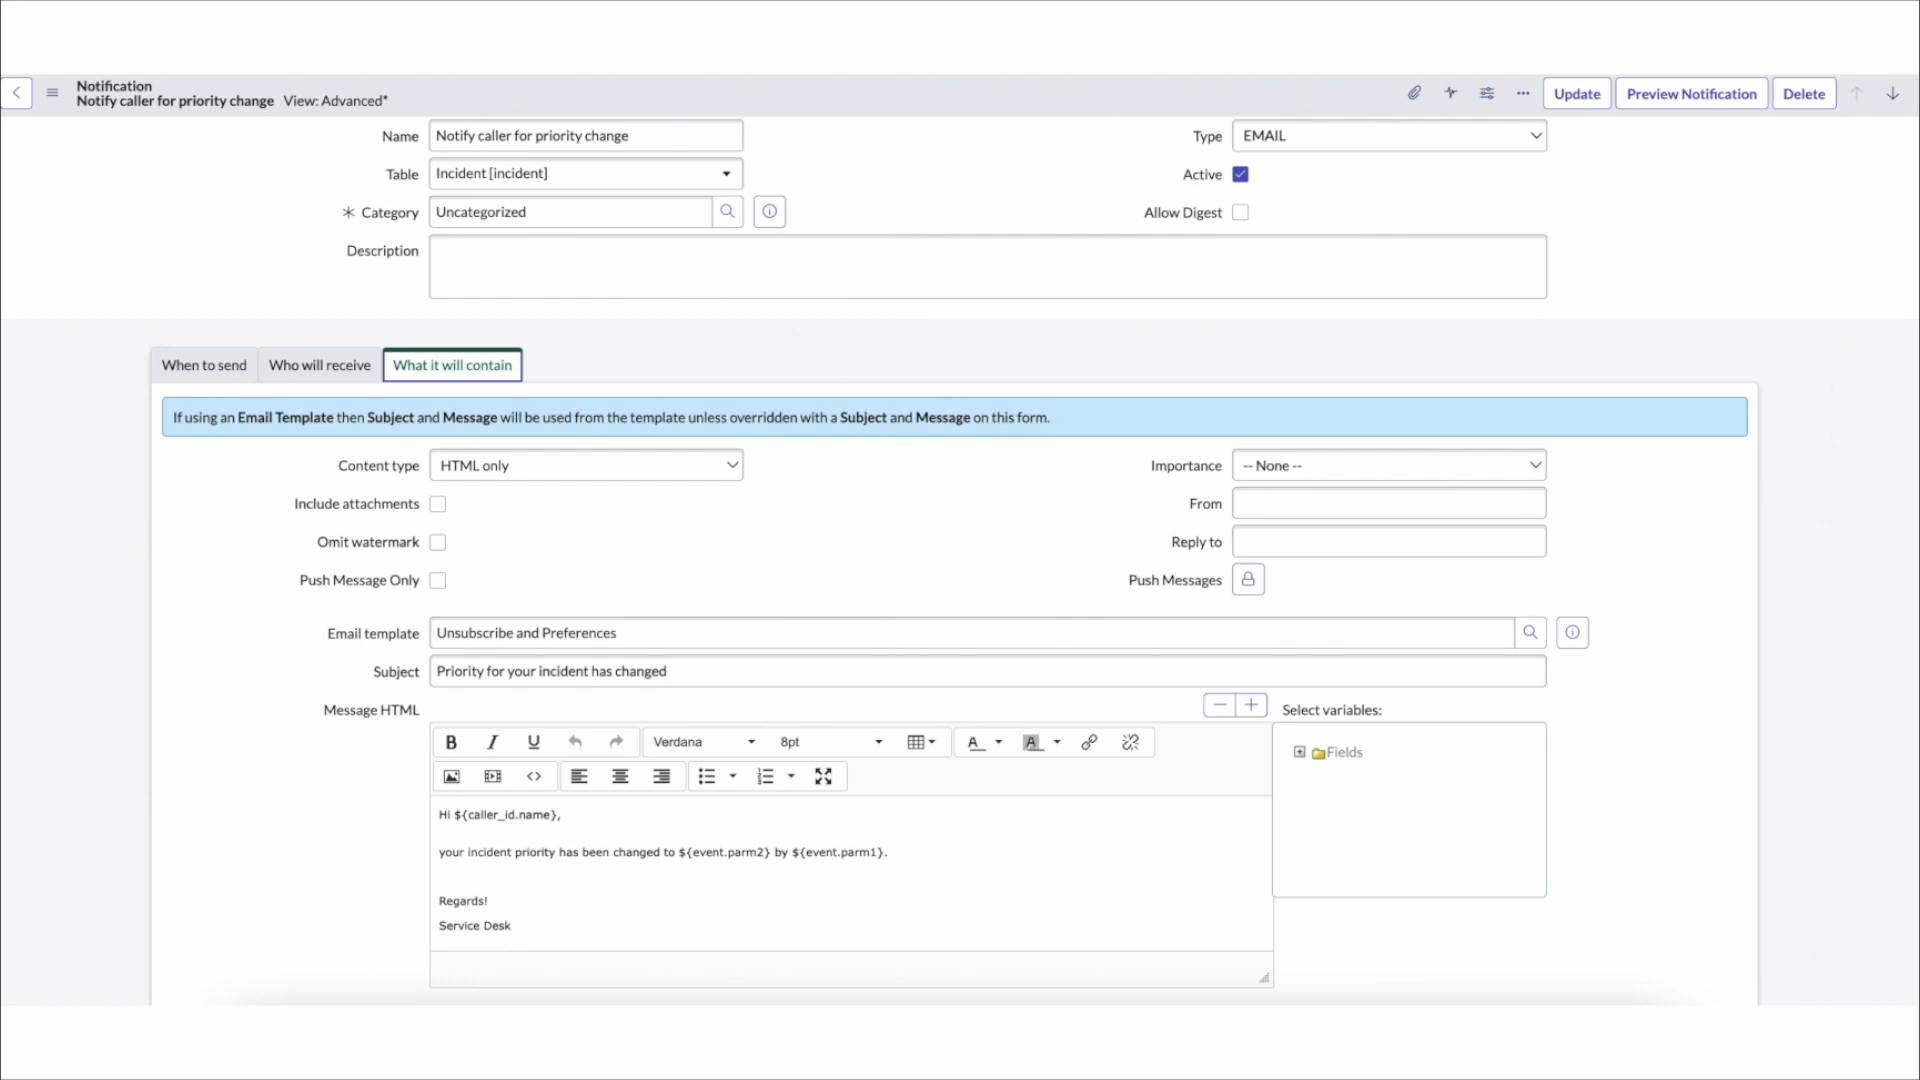 Notification
Notify caller for priority change View: Advanced*
Update
Preview Notification
Delete
Name
Notify caller for priority change
Type
EMAIL
Table
Incident [incident]
Active
Category
Uncategorized
Allow Digest
Description
When to send
Who will receive
What it will contain
If using an Email Template then Subject and Message will be used from the template unless overridden with a Subject and Message on this form.
Content type
HTML only
Importance
-- None --
Include attachments
From
Omit watermark
Reply to
Push Message Only
Push Messages
Email template
Unsubscribe and Preferences
Subject
Priority for your incident has changed
Message HTML
Select variables:
Verdana
8pt
Fields
Hi ${caller_id.name},
your incident priority has been changed to ${event.parm2} by ${event.parm1}.
Regards!
Service Desk